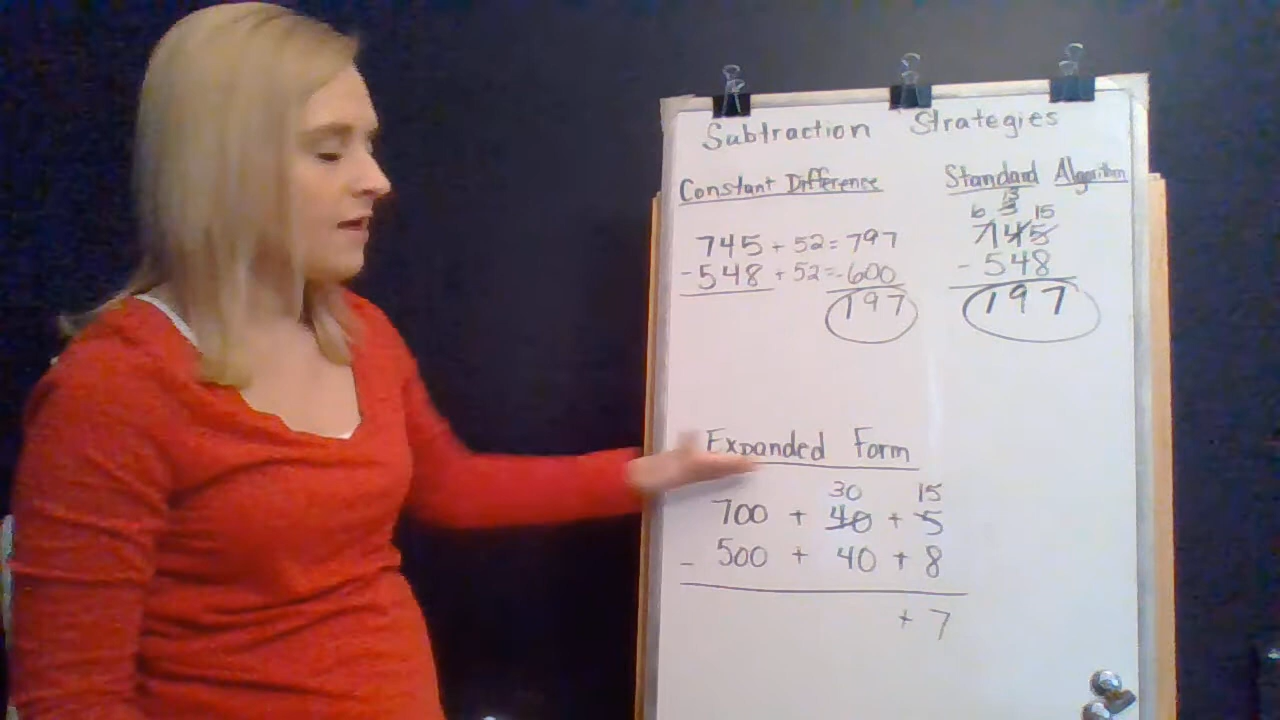 Subtraction Strategies
Constant Difference
745 + 52 = 797
- 548 + 52 = - 600
197
Standard Algorithm
13
6 3 15
745
- 548
197
Expanded Form
30 15
700 + 40 + 5
- 500 + 40 + 8
+ 7